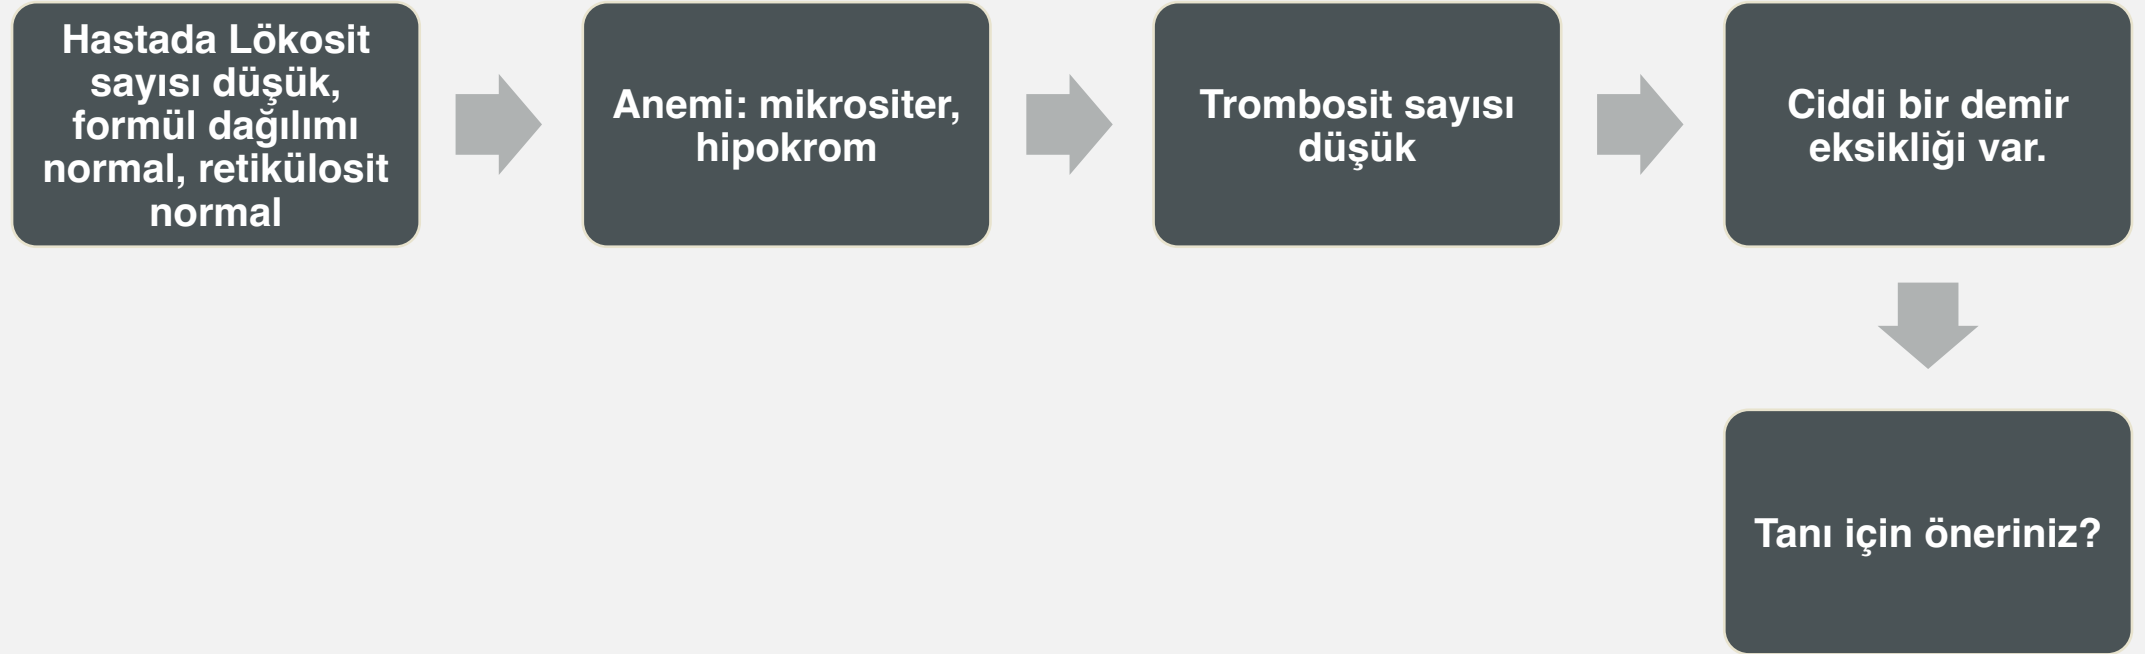 Hastada Lökosit
sayısı düşük,
formül dağılımı
normal, retikülosit
normal
Anemi: mikrositer,
hipokrom
Trombosit sayısı
düşük
Ciddi bir demir
eksikliği var.
Tanı için öneriniz?